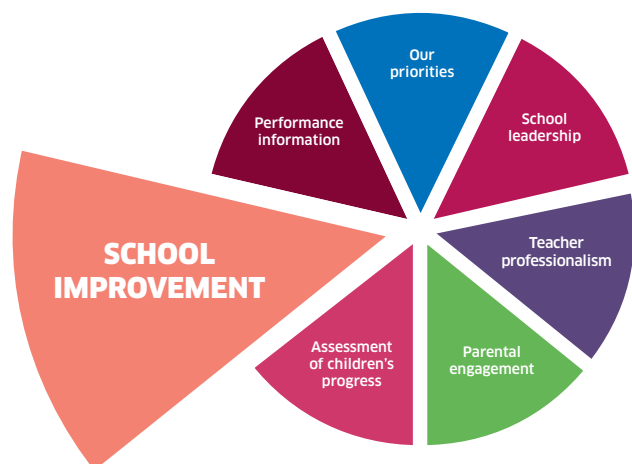 Our
priorities
School
leadership
Teacher
professionalism
Parental
engagement
Assessment
of children's
progress
SCHOOL
IMPROVEMENT
Performance
information